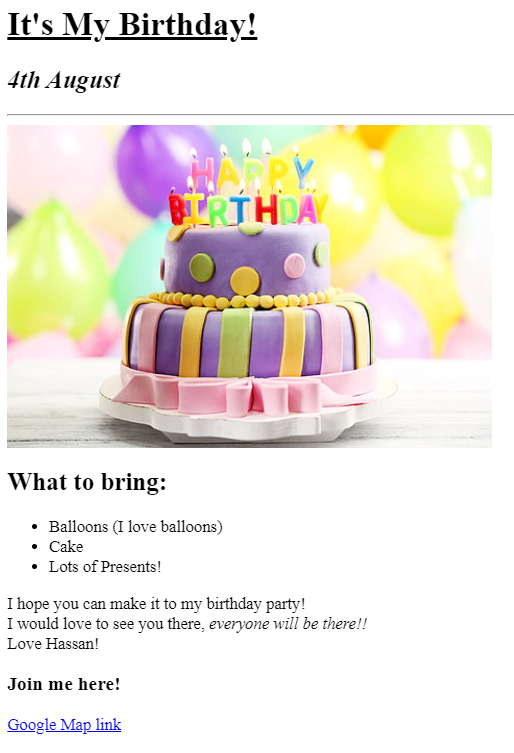 It's My Birthday!
4th August
HAPPY
BIRTHDAY
What to bring:
Balloons (I love balloons)
Cake
Lots of Presents!
I hope you can make it to my birthday party!
I would love to see you there, everyone will be there!!
Love Hassan!
Join me here!
Google Map link